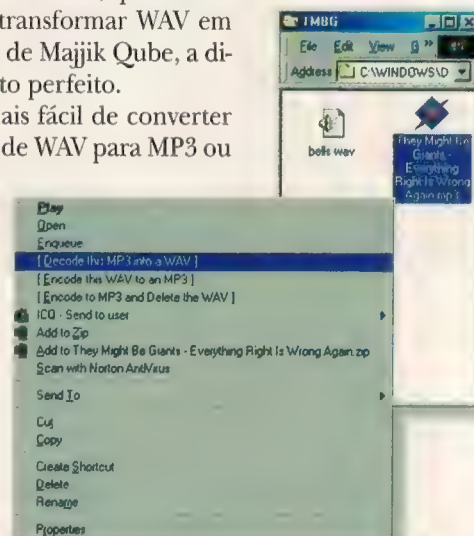 transformar WAV em
de Majjik Qube, a di-
to perfeito.
ais fácil de converter
de WAV para MP3 ou
TMBG
File Edit View
Address C:\WINDOWS\D
bells.wav
They Might Be
Giants -
Everything
Right Is Wrong
Again.mp3
Play
Open
Enqueue
[ Decode this MP3 into a WAV ]
[ Encode this WAV to an MP3 ]
[ Encode to MP3 and Delete the WAV ]
ICQ - Send to user
Add to Zip
Add to They Might Be Giants - Everything Right Is Wrong Again.zip
Scan with Norton AntiVirus
Send To
Cut
Copy
Create Shortcut
Delete
Rename
Properties